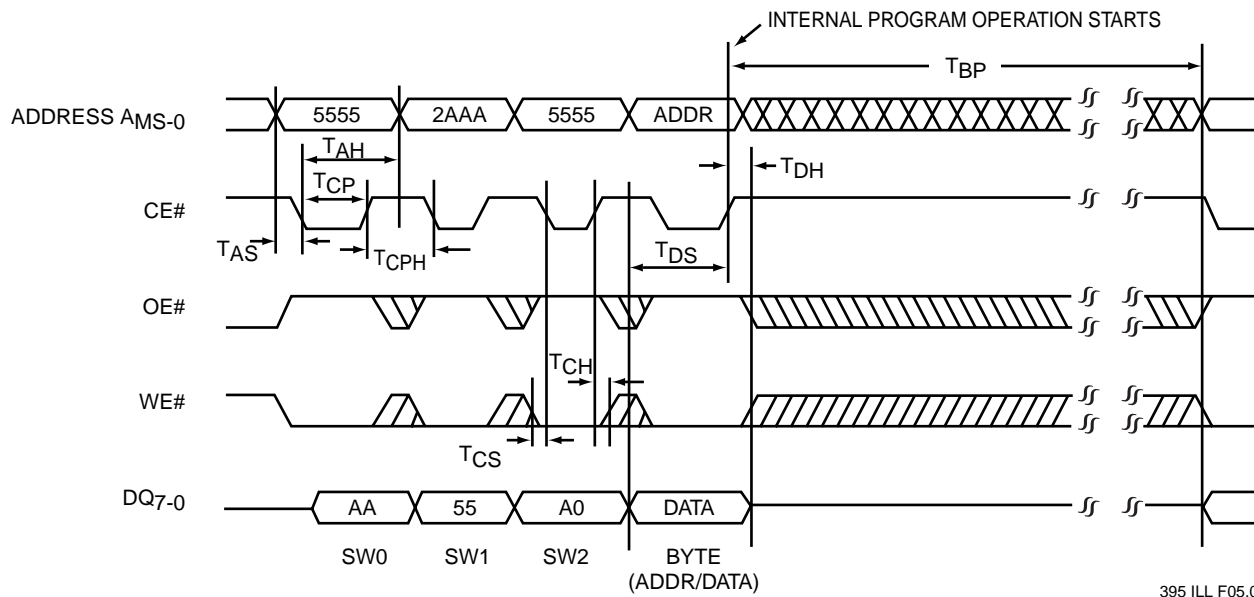 INTERNAL PROGRAM OPERATION STARTS
TBP
ADDRESS AMS-0
5555
2AAA
5555
ADDR
TAH
TDH
TCP
CE#
TAS
TCPH
TDS
OE#
TCH
WE#
TCS
DQ7-0
AA
55
A0
DATA
SW0
SW1
SW2
BYTE
(ADDR/DATA)